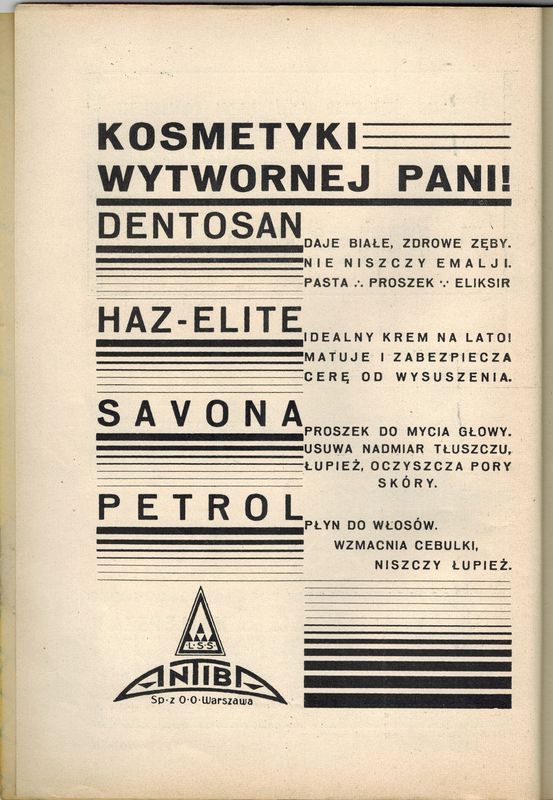 KOSMETYKI
WYTWORNEJ PANI!
DENTOSAN
DAJE BIAŁE, ZDROWE ZĘBY.
NIE NISZCZY EMALJI.
PASTA ∴ PROSZEK ∵ ELIKSIR
HAZ-ELITE
IDEALNY KREM NA LATO!
MATUJE I ZABEZPIECZA
CERĘ OD WYSUSZENIA.
SAVONA
PROSZEK DO MYCIA GŁOWY.
USUWA NADMIAR TŁUSZCZU,
ŁUPIEŻ, OCZYSZCZA PORY
SKÓRY.
PETROL
PŁYN DO WŁOSÓW.
WZMACNIA CEBULKI,
NISZCZY ŁUPIEŻ.
L·S·S
ANTIBA
Sp·z O·O·Warszawa